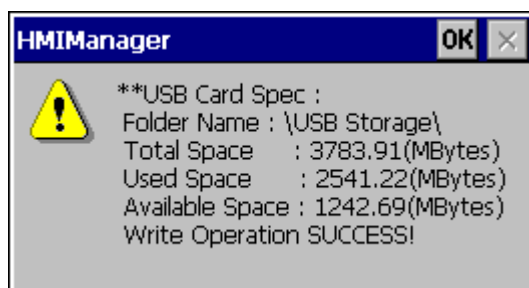 HMIManager OK ×
**USB Card Spec :
Folder Name : \USB Storage\
Total Space : 3783.91(MBytes)
Used Space : 2541.22(MBytes)
Available Space : 1242.69(MBytes)
Write Operation SUCCESS!